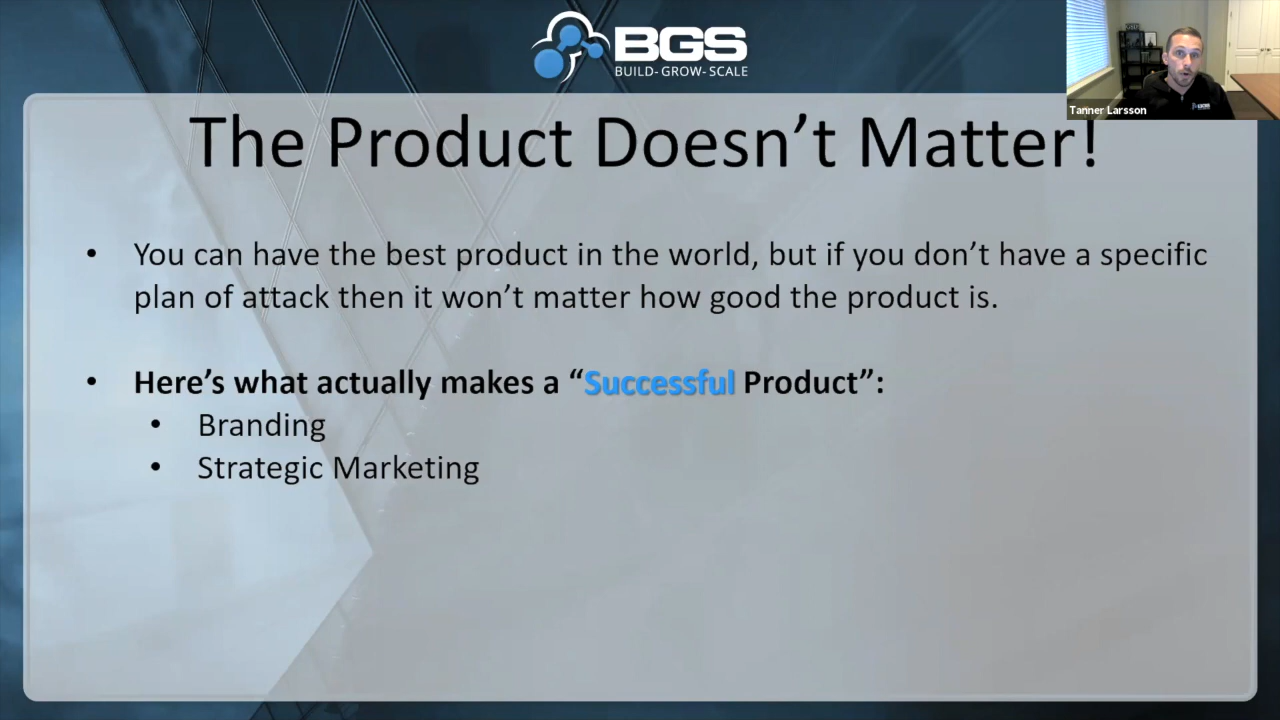 BGS
BUILD-GROW-SCALE
Tanner Larsson
The Product Doesn’t Matter!
• You can have the best product in the world, but if you don’t have a specific
plan of attack then it won’t matter how good the product is.
• Here’s what actually makes a “Successful Product”:
• Branding
• Strategic Marketing